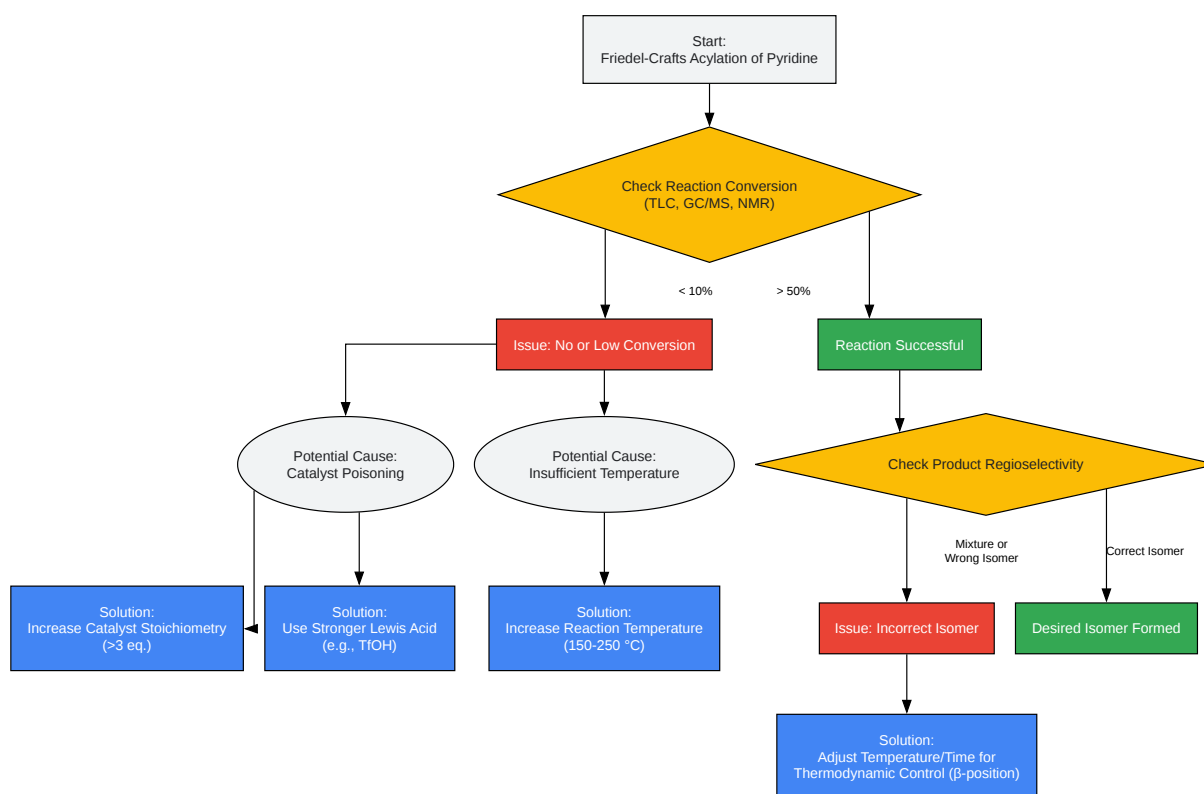 Start:
Friedel-Crafts Acylation of Pyridine
Check Reaction Conversion
(TLC, GC/MS, NMR)
< 10%
> 50%
Issue: No or Low Conversion
Reaction Successful
Potential Cause:
Catalyst Poisoning
Potential Cause:
Insufficient Temperature
Check Product Regioselectivity
Mixture or
Wrong Isomer
Correct Isomer
Solution:
Increase Catalyst Stoichiometry
(>3 eq.)
Solution:
Use Stronger Lewis Acid
(e.g., TfOH)
Solution:
Increase Reaction Temperature
(150-250 °C)
Issue: Incorrect Isomer
Desired Isomer Formed
Solution:
Adjust Temperature/Time for
Thermodynamic Control (β-position)